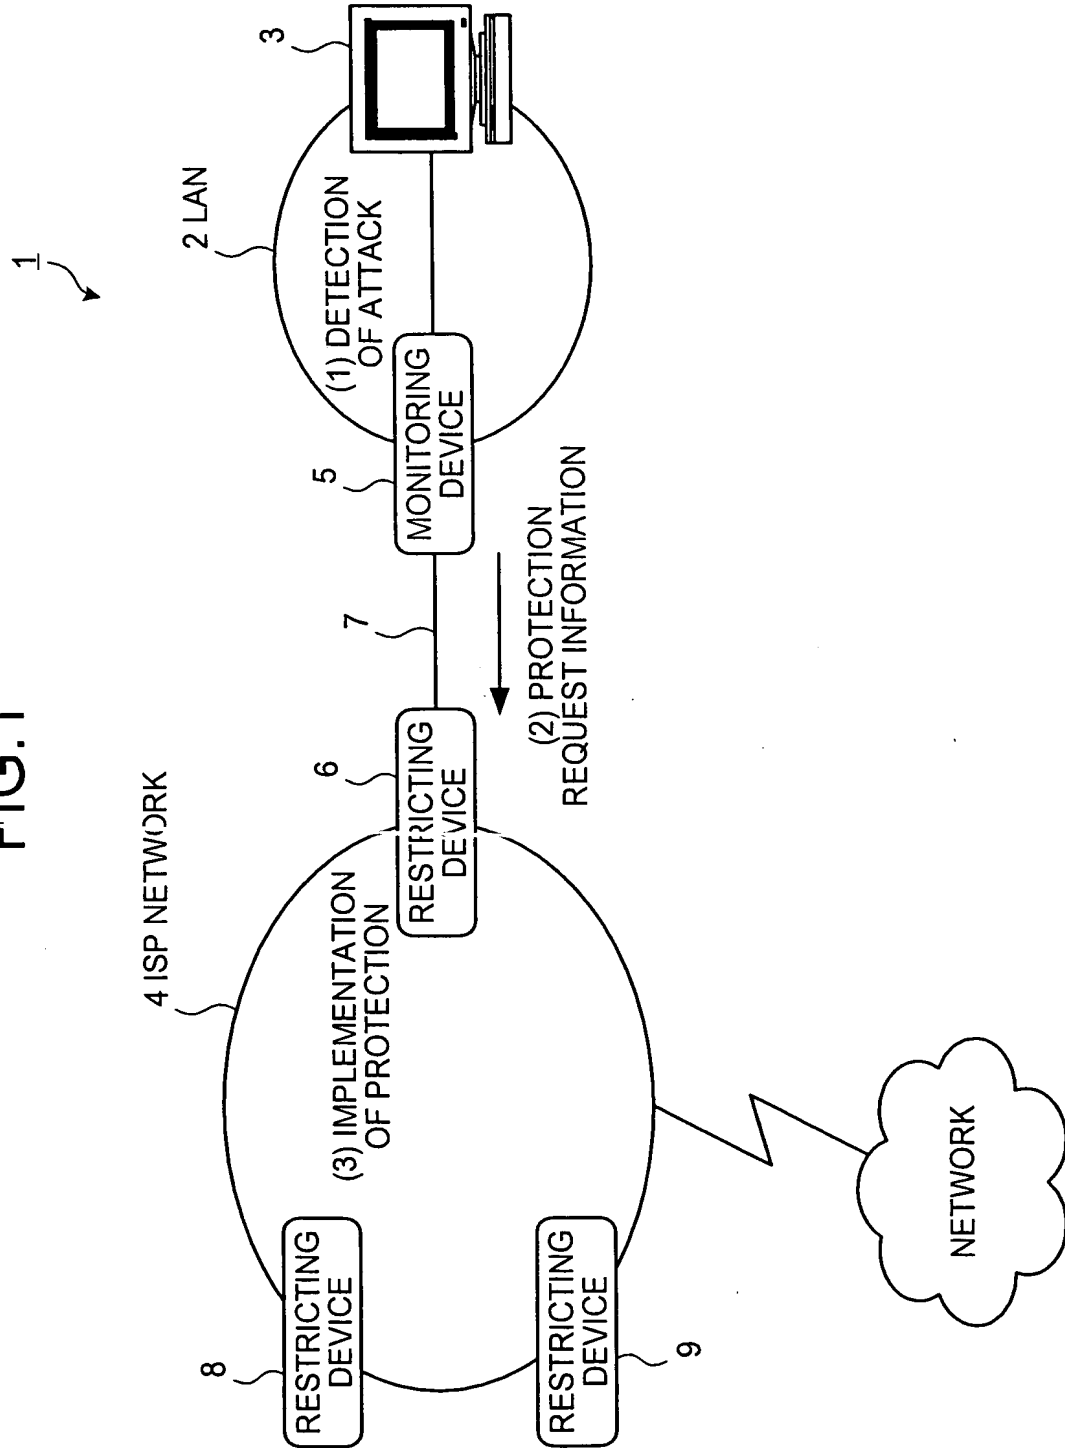 FIG. 1
1
4 ISP NETWORK
2 LAN
3
8
RESTRICTING
DEVICE
(3) IMPLEMENTATION
OF PROTECTION
6
RESTRICTING
DEVICE
7
5
MONITORING
DEVICE
(1) DETECTION
OF ATTACK
(2) PROTECTION
REQUEST INFORMATION
RESTRICTING
DEVICE
9
NETWORK